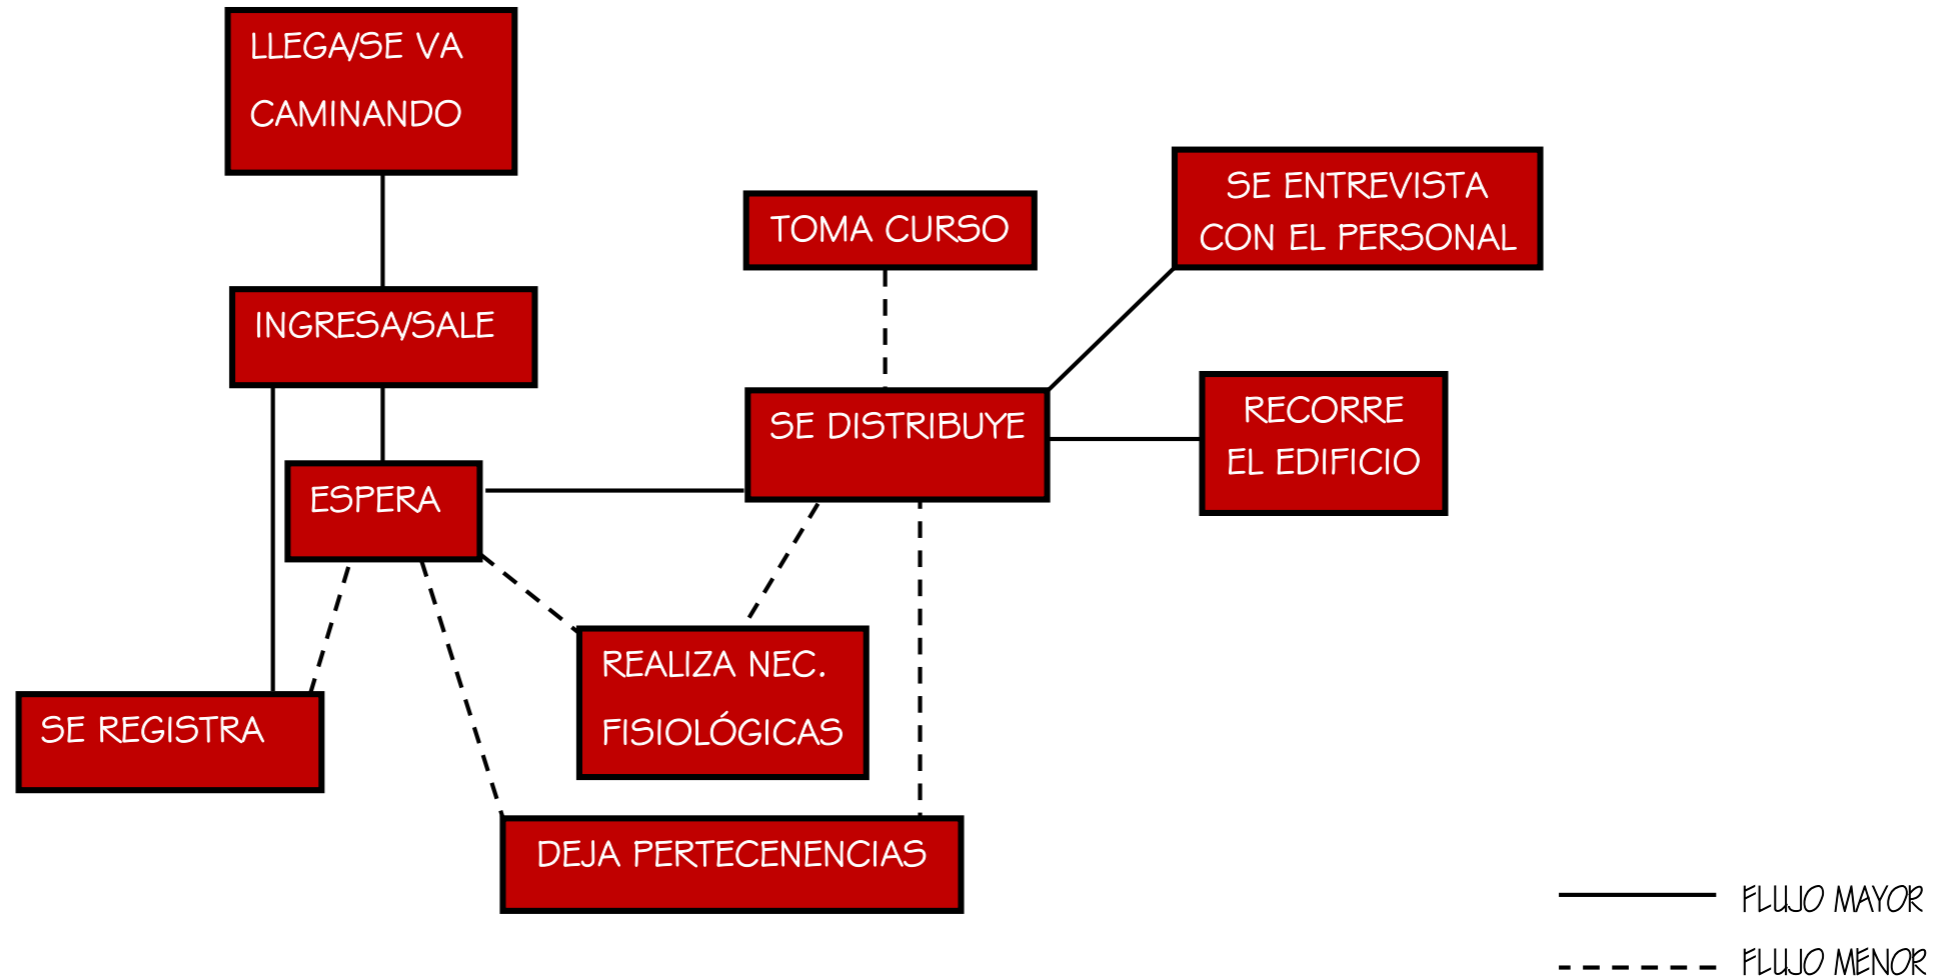 LLEGA/SE VA
CAMINANDO
INGRESA/SALE
TOMA CURSO
SE ENTREVISTA
CON EL PERSONAL
SE DISTRIBUYE
RECORRE
EL EDIFICIO
ESPERA
REALIZA NEC.
FISIOLÓGICAS
SE REGISTRA
DEJA PERTECENENCIAS
FLUJO MAYOR
FLUJO MENOR